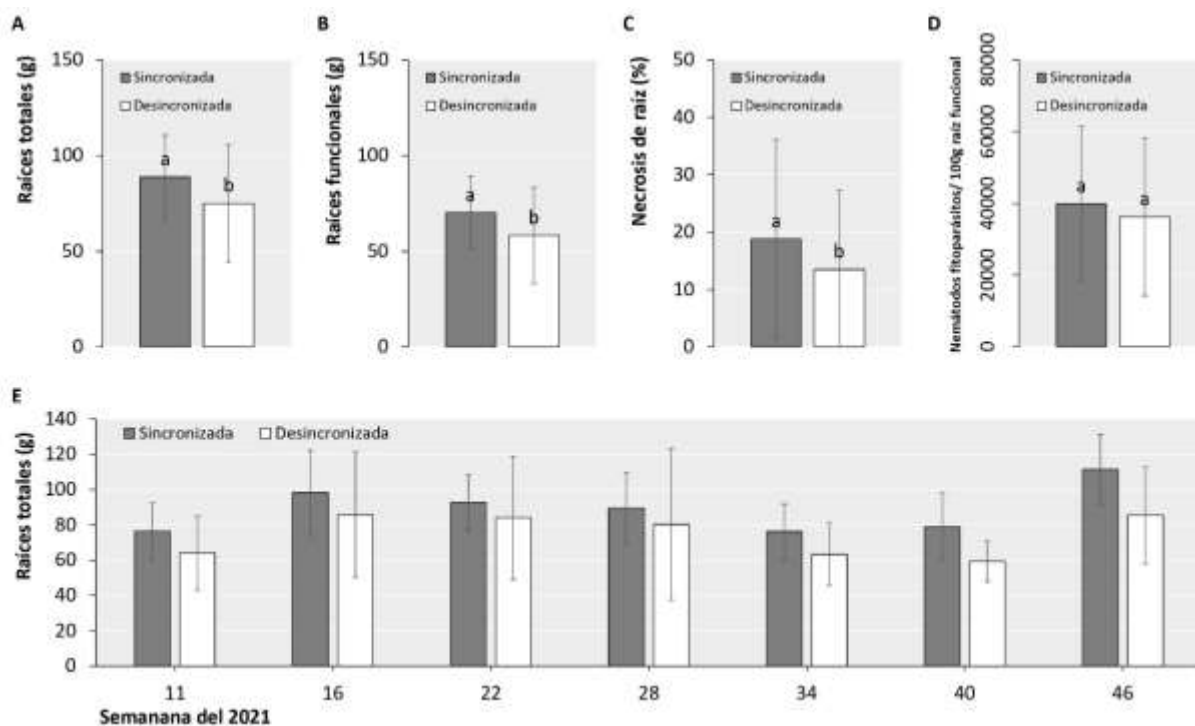 A
Raíces totales (g)
150
100
50
0
Sincronizada
Desincronizada
a
b
B
Raíces funcionales (g)
150
100
50
0
Sincronizada
Desincronizada
a
b
C
Necrosis de raíz (%)
50
40
30
20
10
0
Sincronizada
Desincronizada
a
b
D
Nemátodos fitoparásitos/ 100g raíz funcional
80000
60000
40000
20000
0
Sincronizada
Desincronizada
a
a
E
Raíces totales (g)
140
120
100
80
60
40
20
0
Sincronizada Desincronizada
11 16 22 28 34 40 46
Semanana del 2021